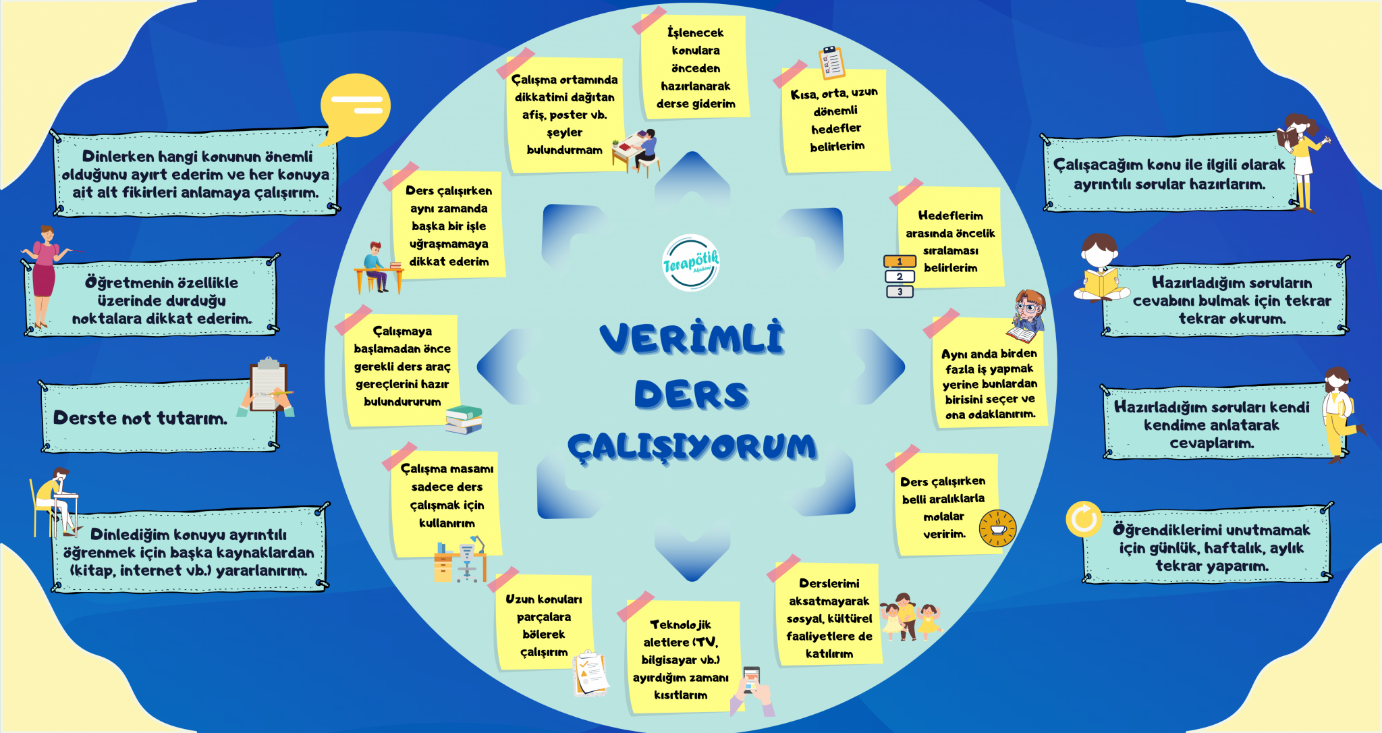 Dinlerken hangi konunun önemli
olduğunu ayırt ederim ve her konuya
ait alt fikirleri anlamaya çalışırım.
Öğretmenin özellikle
üzerinde durduğu
noktalara dikkat ederim.
Derste not tutarım.
Dinlediğim konuyu ayrıntılı
öğrenmek için başka kaynaklardan
(kitap, internet vb.) yararlanırım.
İşlenecek
konulara
önceden
hazırlanarak
derse giderim
Kısa, orta, uzun
dönemli
hedefler
belirlerim
Hedeflerim
arasında öncelik
sıralaması
belirlerim
1
2
3
Aynı anda birden
fazla iş yapmak
yerine bunlardan
birisini seçer ve
ona odaklanırım.
Ders çalışırken
belli aralıklarla
molalar
veririm.
Derslerimi
aksatmayarak
sosyal, kültürel
faaliyetlere de
katılırım
Teknolojik
aletlere (TV,
bilgisayar vb.)
ayırdığım zamanı
kısıtlarım
Uzun konuları
parçalara
bölerek
çalışırım
Çalışma masamı
sadece ders
çalışmak için
kullanırım
Çalışmaya
başlamadan önce
gerekli ders araç
gereçlerini hazır
bulundururum
Ders çalışırken
aynı zamanda
başka bir işle
uğraşmamaya
dikkat ederim
Çalışma ortamında
dikkatimi dağıtan
afiş, poster vb.
şeyler
bulundurmam
Terapötik
Akademi
VERİMLİ
DERS
ÇALIŞIYORUM
Çalışacağım konu ile ilgili olarak
ayrıntılı sorular hazırlarım.
Hazırladığım soruların
cevabını bulmak için tekrar
tekrar okurum.
Hazırladığım soruları kendi
kendime anlatarak
cevaplarım.
Öğrendiklerimi unutmamak
için günlük, haftalık, aylık
tekrar yaparım.